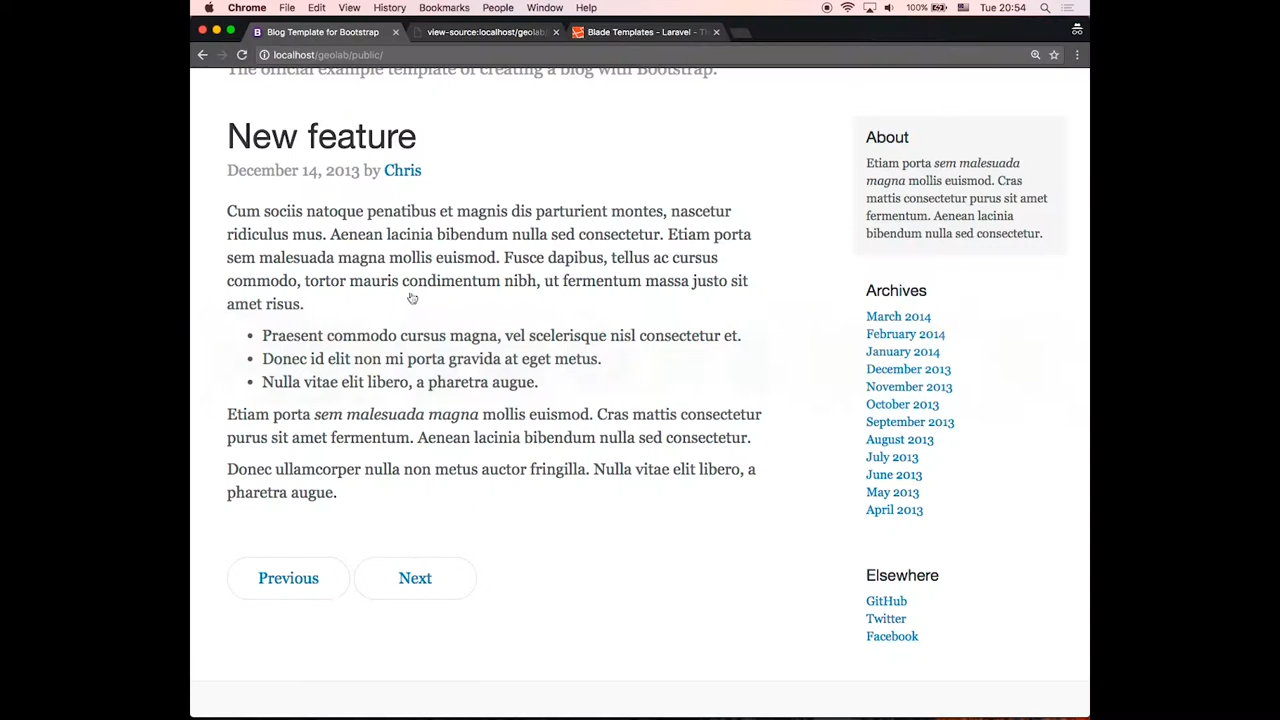 Chrome File Edit View History Bookmarks People Window Help 100% Tue 20:54
Blog Template for Bootstrap view-source:localhost/geolab Blade Templates - Laravel - Th
localhost/geolab/public/
The official example template of creating a blog with Bootstrap.
New feature
December 14, 2013 by Chris
Cum sociis natoque penatibus et magnis dis parturient montes, nascetur
ridiculus mus. Aenean lacinia bibendum nulla sed consectetur. Etiam porta
sem malesuada magna mollis euismod. Fusce dapibus, tellus ac cursus
commodo, tortor mauris condimentum nibh, ut fermentum massa justo sit
amet risus.
• Praesent commodo cursus magna, vel scelerisque nisl consectetur et.
• Donec id elit non mi porta gravida at eget metus.
• Nulla vitae elit libero, a pharetra augue.
Etiam porta sem malesuada magna mollis euismod. Cras mattis consectetur
purus sit amet fermentum. Aenean lacinia bibendum nulla sed consectetur.
Donec ullamcorper nulla non metus auctor fringilla. Nulla vitae elit libero, a
pharetra augue.
Previous Next
About
Etiam porta sem malesuada
magna mollis euismod. Cras
mattis consectetur purus sit amet
fermentum. Aenean lacinia
bibendum nulla sed consectetur.
Archives
March 2014
February 2014
January 2014
December 2013
November 2013
October 2013
September 2013
August 2013
July 2013
June 2013
May 2013
April 2013
Elsewhere
GitHub
Twitter
Facebook